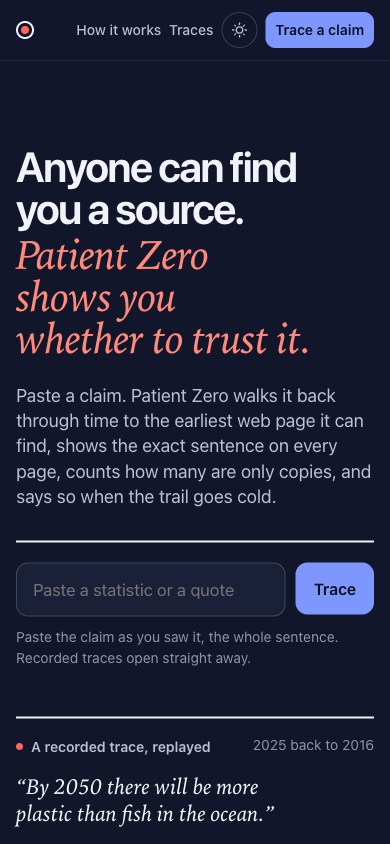 How it works Traces Trace a claim
Anyone can find
you a source.
Patient Zero
shows you
whether to trust it.
Paste a claim. Patient Zero walks it back
through time to the earliest web page it can
find, shows the exact sentence on every
page, counts how many are only copies, and
says so when the trail goes cold.
Paste a statistic or a quote Trace
Paste the claim as you saw it, the whole sentence.
Recorded traces open straight away.
A recorded trace, replayed 2025 back to 2016
“By 2050 there will be more
plastic than fish in the ocean.”